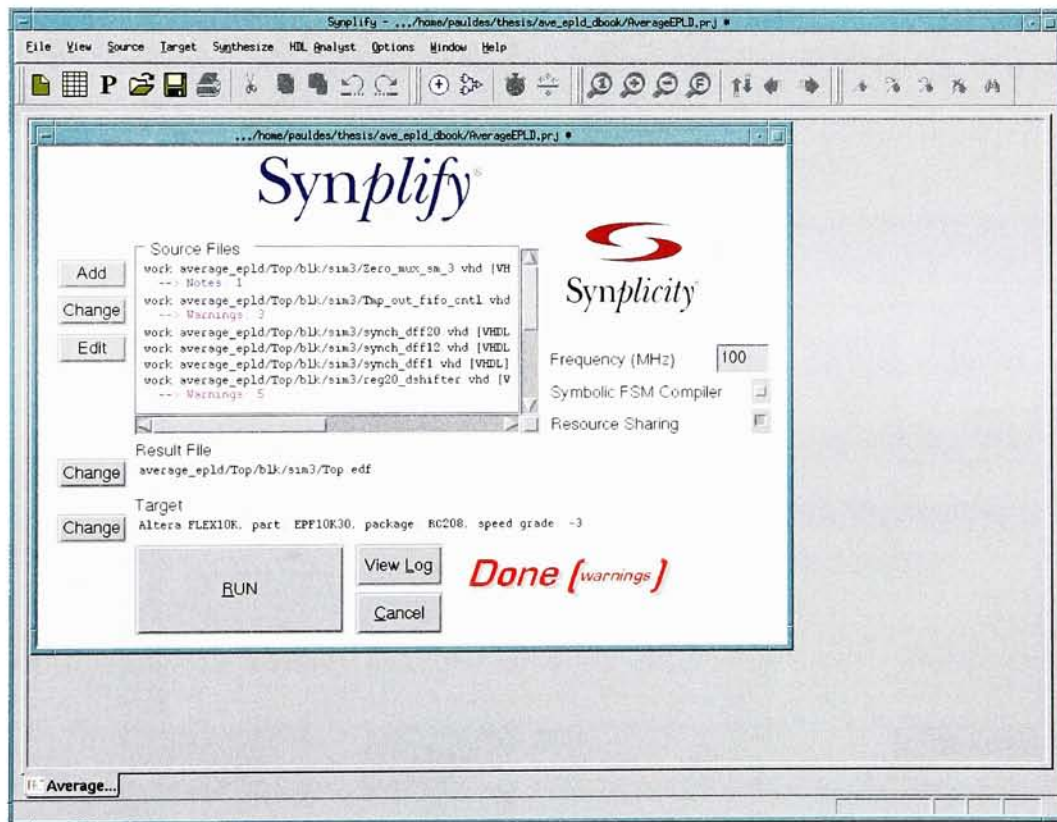 Synplify - .../home/pauldes/thesis/ave_epld_dbook/AverageEPLD.prj *
File View Source Target Synthesize HDL Analyst Options Window Help
P
.../home/pauldes/thesis/ave_epld_dbook/AverageEPLD.prj *
Synplify®
Source Files
Add
work average_epld/Top/blk/sim3/Zero_mux_sm_3 vhd [VH
--> Notes 1
Change
work average_epld/Top/blk/sim3/Tmp_out_fifo_cntl vhd
--> Warnings 3
Edit
work average_epld/Top/blk/sim3/synch_dff20 vhd [VHDL
work average_epld/Top/blk/sim3/synch_dff12 vhd [VHDL
work average_epld/Top/blk/sim3/synch_dff1 vhd [VHDL]
work average_epld/Top/blk/sim3/reg20_dshifter vhd [V
--> Warnings 5
Synplicity
Frequency (MHz) 100
Symbolic FSM Compiler
Resource Sharing
Result File
Change average_epld/Top/blk/sim3/Top edf
Target
Change Altera FLEX10K, part EPF10K30, package RC208, speed grade -3
RUN
View Log
Cancel
Done (warnings)
Average...